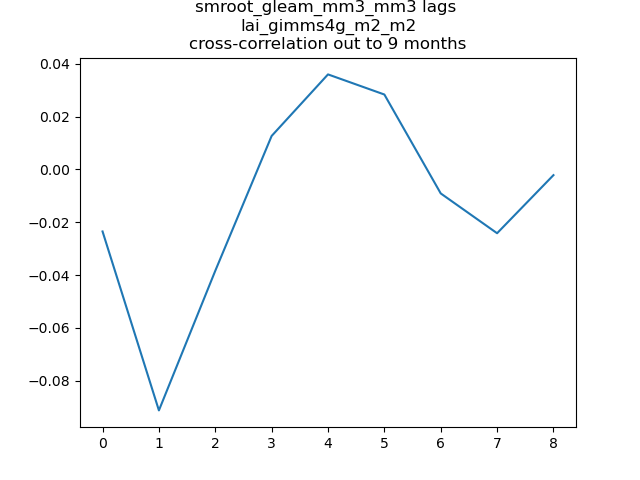 smroot_gleam_mm3_mm3 lags
lai_gimms4g_m2_m2
cross-correlation out to 9 months
0.04
0.02
0.00
−0.02
−0.04
−0.06
−0.08
0 1 2 3 4 5 6 7 8